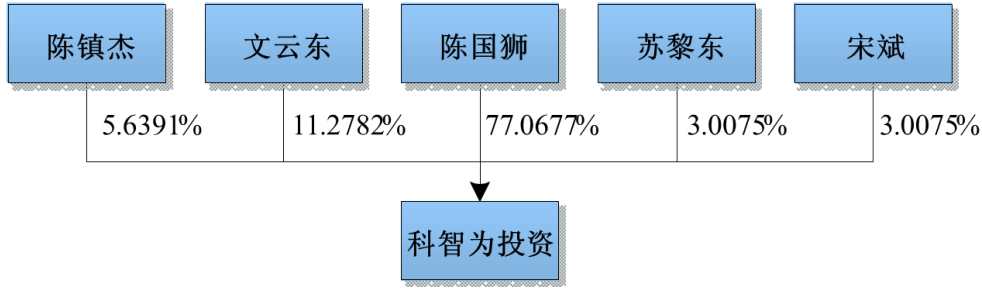 陈镇杰 文云东 陈国狮 苏黎东 宋斌
5.6391% 11.2782% 77.0677% 3.0075% 3.0075%
科智为投资